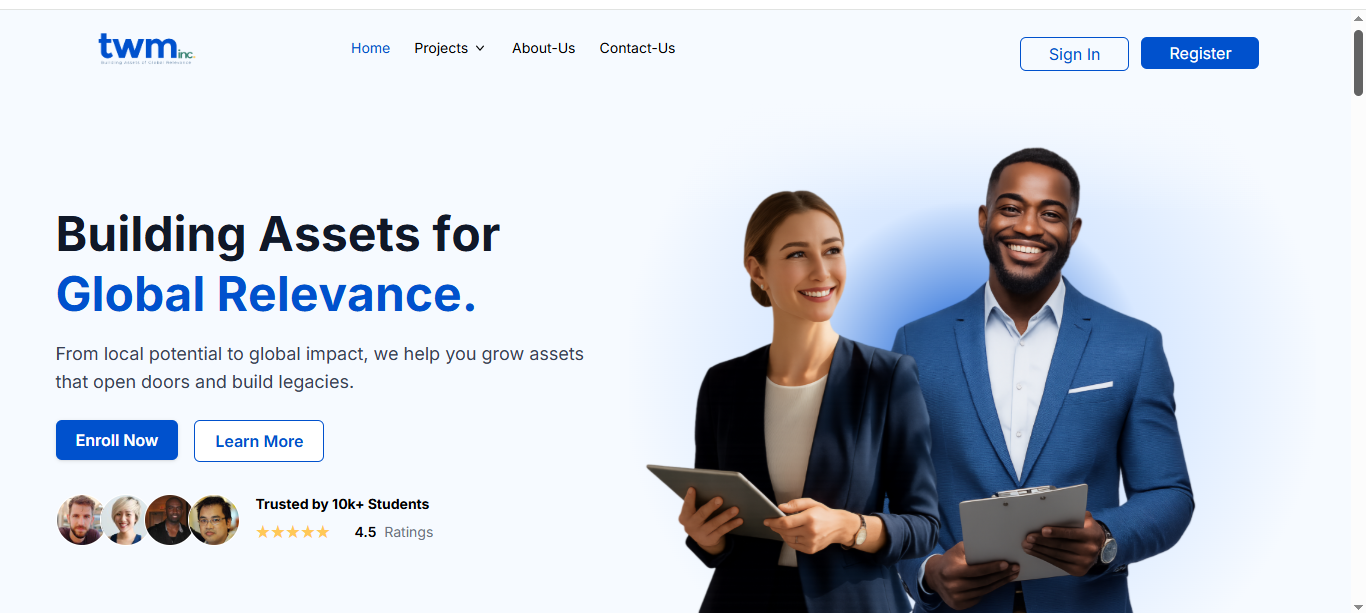 twminc.
Building Assets of Global Relevance
Home
Projects
About-Us
Contact-Us
Sign In
Register
Building Assets for
Global Relevance.
From local potential to global impact, we help you grow assets
that open doors and build legacies.
Enroll Now
Learn More
Trusted by 10k+ Students
4.5 Ratings